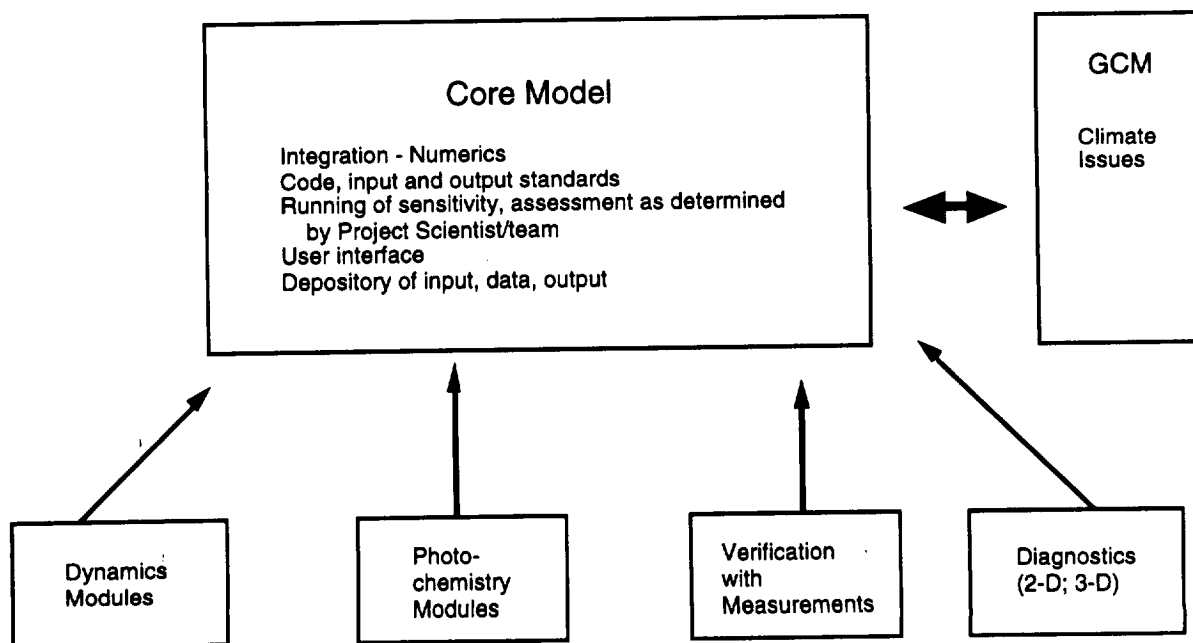 Core Model
Integration - Numerics
Code, input and output standards
Running of sensitivity, assessment as determined
by Project Scientist/team
User interface
Depository of input, data, output
GCM
Climate
Issues
Dynamics
Modules
Photo-
chemistry
Modules
Verification
with
Measurements
Diagnostics
(2-D; 3-D)